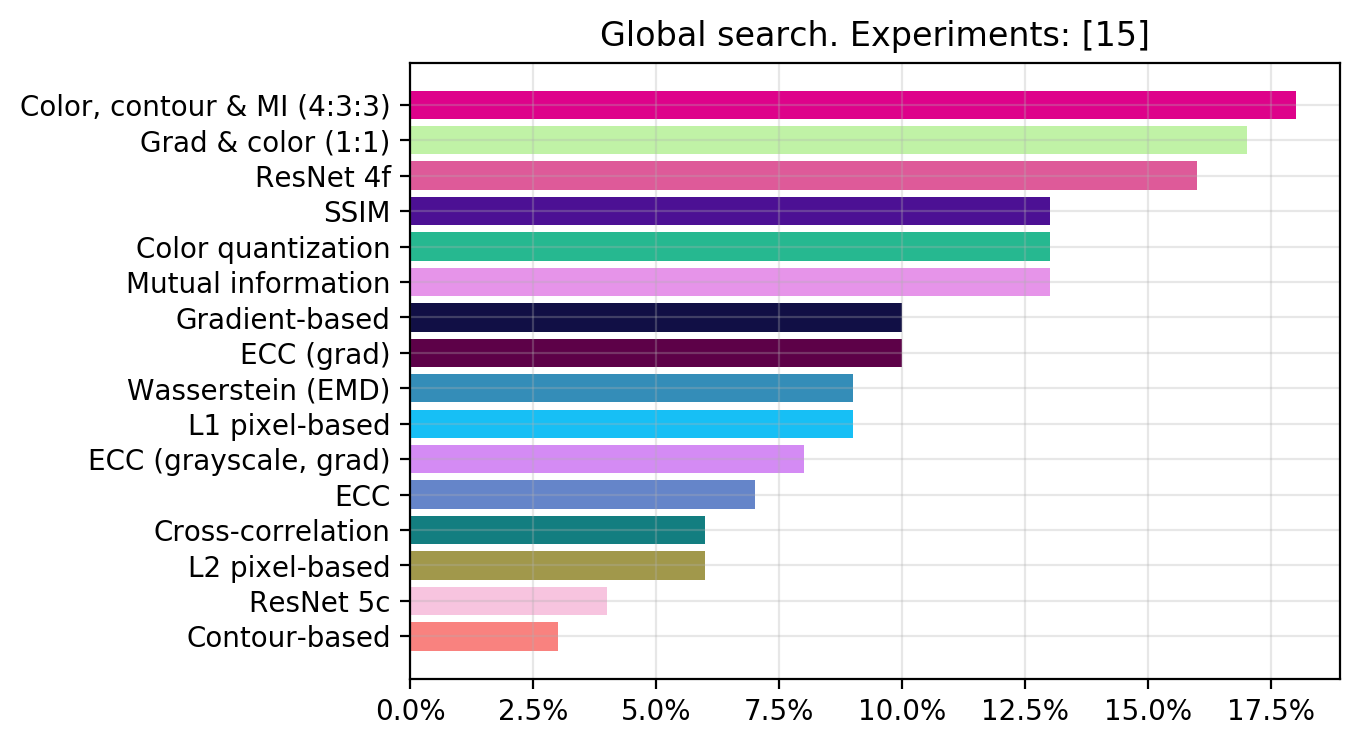 Global search. Experiments: [15]
Color, contour & MI (4:3:3)
Grad & color (1:1)
ResNet 4f
SSIM
Color quantization
Mutual information
Gradient-based
ECC (grad)
Wasserstein (EMD)
L1 pixel-based
ECC (grayscale, grad)
ECC
Cross-correlation
L2 pixel-based
ResNet 5c
Contour-based
0.0% 2.5% 5.0% 7.5% 10.0% 12.5% 15.0% 17.5%